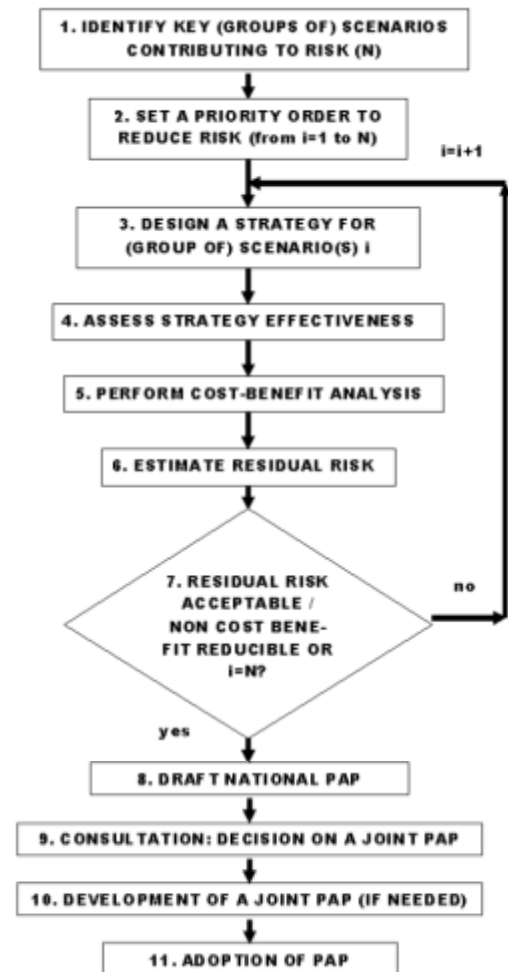 1. IDENTIFY KEY (GROUPS OF) SCENARIOS
CONTRIBUTING TO RISK (N)
2. SET A PRIORITY ORDER TO
REDUCE RISK (from i=1 to N)
i=i+1
3. DESIGN A STRATEGY FOR
(GROUP OF) SCENARIO(S) i
4. ASSESS STRATEGY EFFECTIVENESS
5. PERFORM COST-BENEFIT ANALYSIS
6. ESTIMATE RESIDUAL RISK
7. RESIDUAL RISK
ACCEPTABLE /
NON COST BENE-
FIT REDUCIBLE OR
i=N?
no
yes
8. DRAFT NATIONAL PAP
9. CONSULTATION: DECISION ON A JOINT PAP
10. DEVELOPMENT OF A JOINT PAP (IF NEEDED)
11. ADOPTION OF PAP